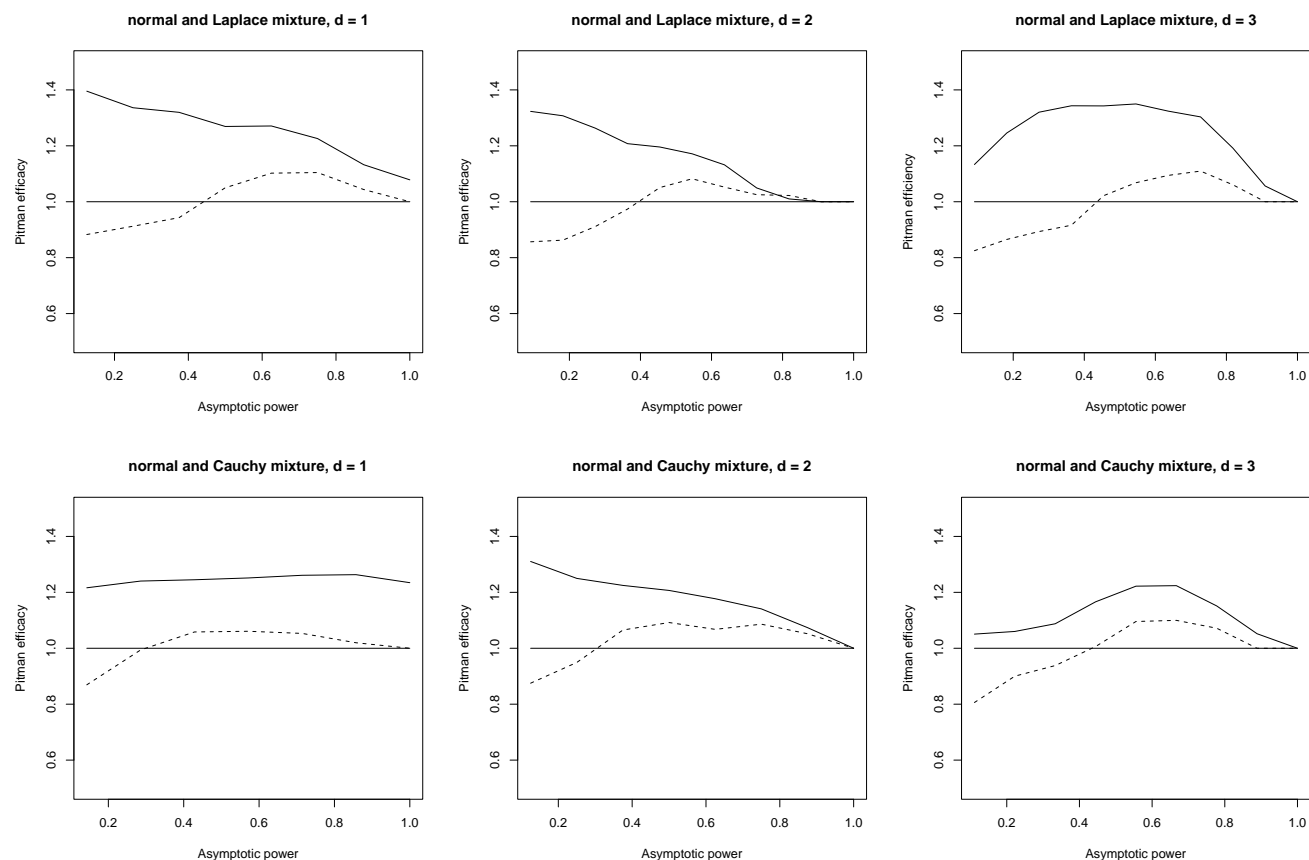 normal and Laplace mixture, d = 1
Pitman efficacy
1.4
1.2
1.0
0.8
0.6
0.2 0.4 0.6 0.8 1.0
Asymptotic power
normal and Laplace mixture, d = 2
Pitman efficacy
1.4
1.2
1.0
0.8
0.6
0.2 0.4 0.6 0.8 1.0
Asymptotic power
normal and Laplace mixture, d = 3
Pitman efficiency
1.4
1.2
1.0
0.8
0.6
0.2 0.4 0.6 0.8 1.0
Asymptotic power
normal and Cauchy mixture, d = 1
Pitman efficacy
1.4
1.2
1.0
0.8
0.6
0.2 0.4 0.6 0.8 1.0
Asymptotic power
normal and Cauchy mixture, d = 2
Pitman efficacy
1.4
1.2
1.0
0.8
0.6
0.2 0.4 0.6 0.8 1.0
Asymptotic power
normal and Cauchy mixture, d = 3
Pitman efficacy
1.4
1.2
1.0
0.8
0.6
0.2 0.4 0.6 0.8 1.0
Asymptotic power